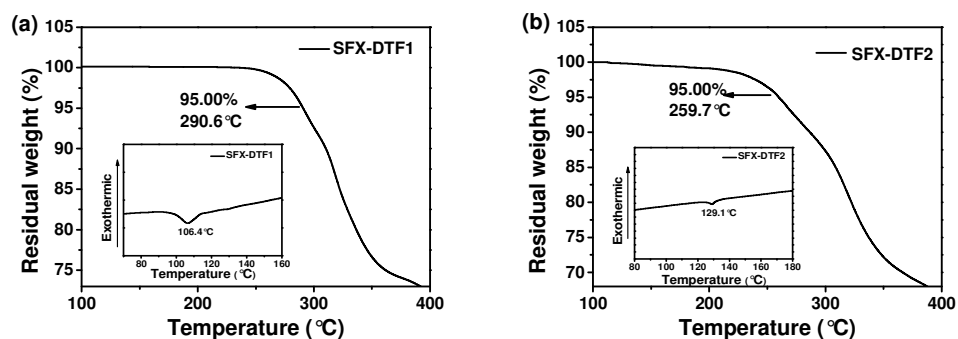 (a)
105
100
95
90
85
80
75
Residual weight (%)
SFX-DTF1
95.00%
290.6°C
Exothermic
SFX-DTF1
106.4°C
80 100 120 140 160
Temperature (°C)
100 200 300 400
Temperature (°C)
(b)
105
100
95
90
85
80
75
70
Residual weight (%)
SFX-DTF2
95.00%
259.7°C
Exothermic
SFX-DTF2
129.1°C
80 100 120 140 160 180
Temperature (°C)
100 200 300 400
Temperature (°C)